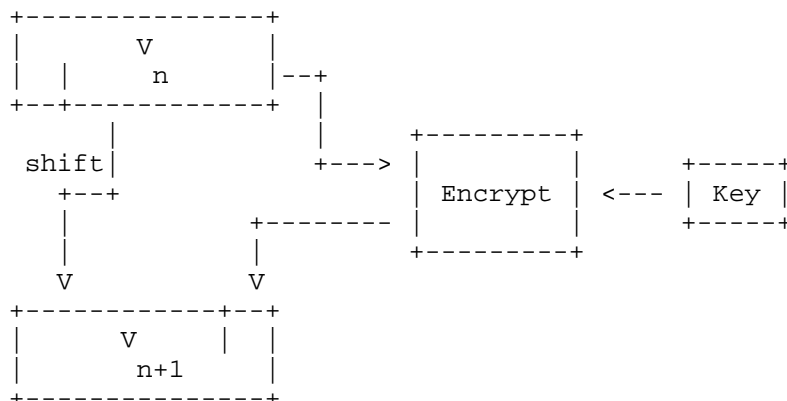 V
n
shift
Encrypt <--- Key
V V
V
n+1